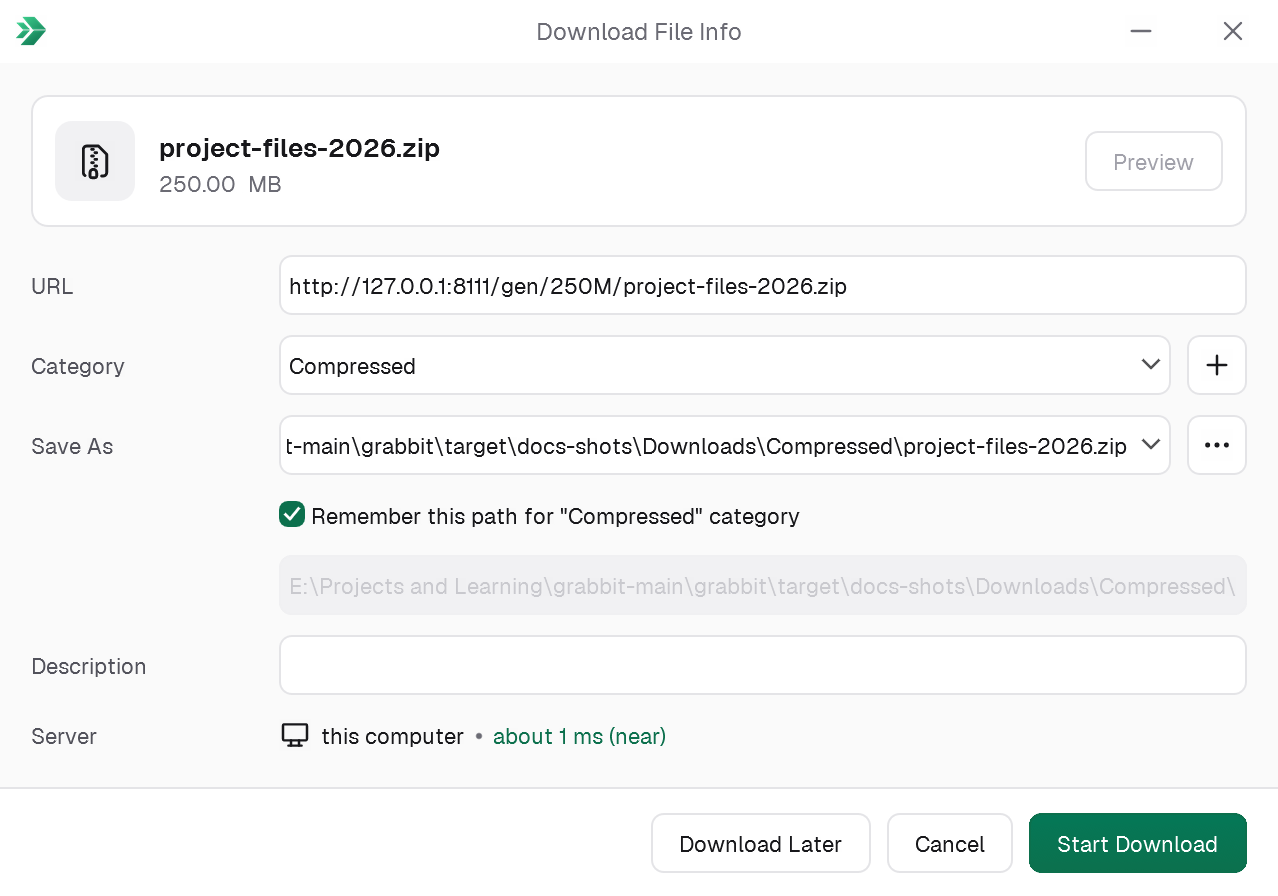 Download File Info
project-files-2026.zip
250.00 MB
Preview
URL
http://127.0.0.1:8111/gen/250M/project-files-2026.zip
Category
Compressed
Save As
t-main\grabbit\target\docs-shots\Downloads\Compressed\project-files-2026.zip
Remember this path for "Compressed" category
E:\Projects and Learning\grabbit-main\grabbit\target\docs-shots\Downloads\Compressed\
Description
Server
this computer • about 1 ms (near)
Download Later
Cancel
Start Download